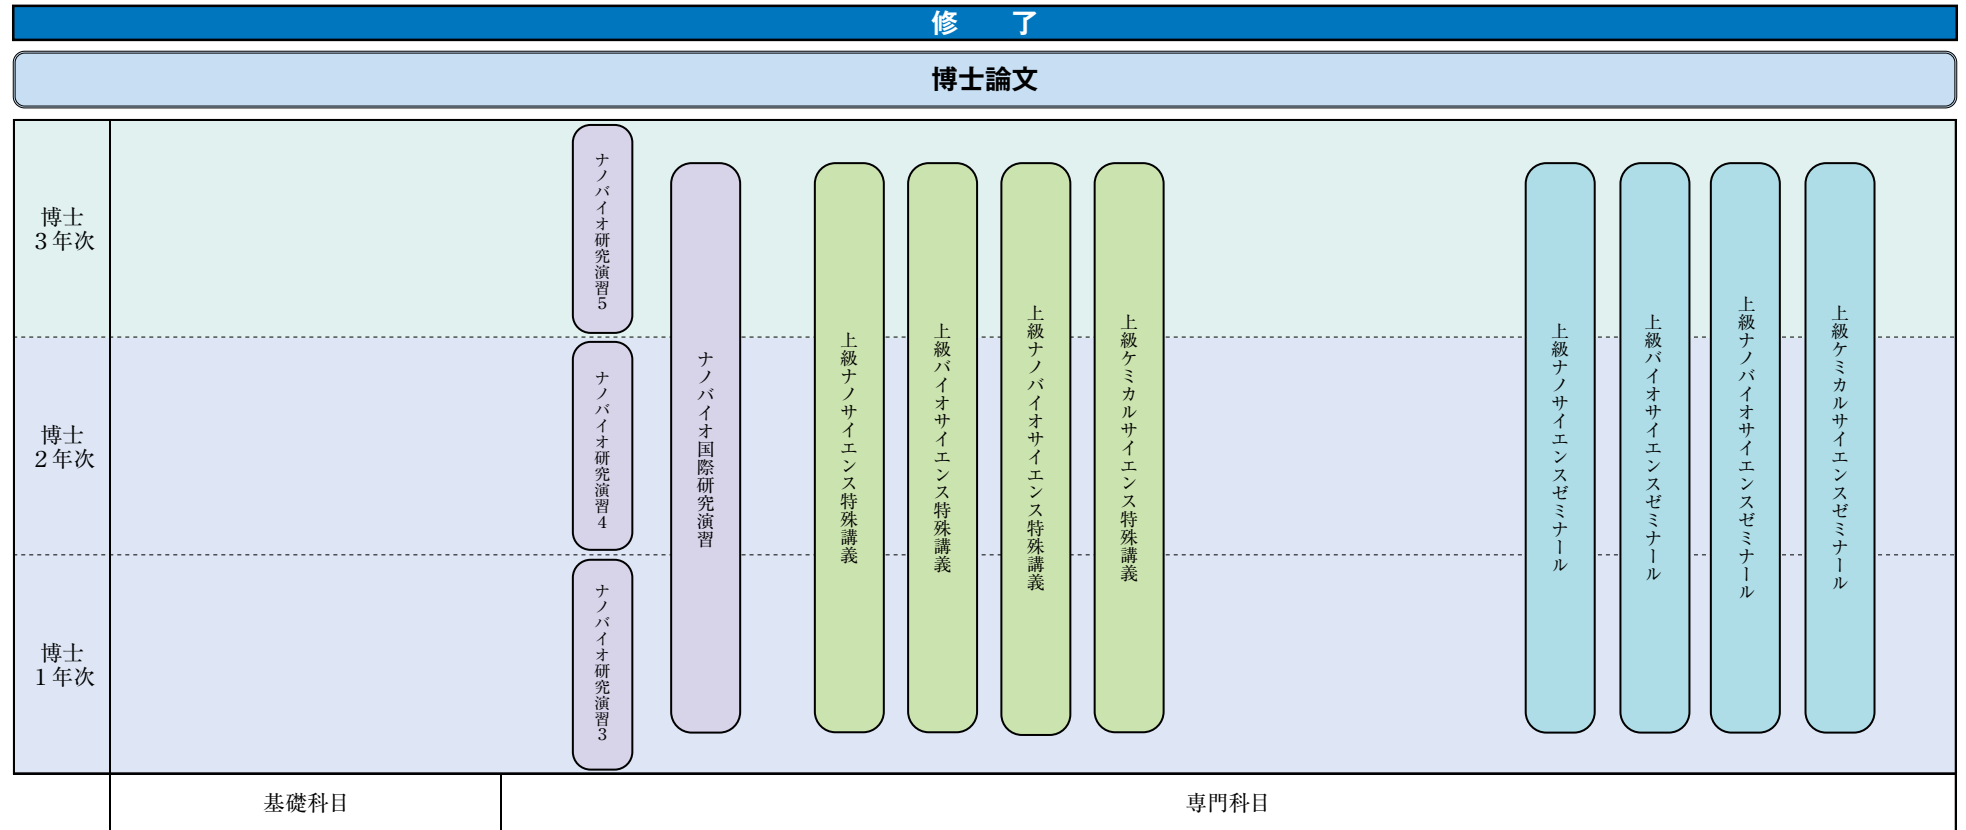 修　　了
博士論文
博士
３年次
ナノバイオ研究演習５
博士
２年次
ナノバイオ研究演習４
博士
１年次
ナノバイオ研究演習３
ナノバイオ国際研究演習
上級ナノサイエンス特殊講義
上級バイオサイエンス特殊講義
上級ナノバイオサイエンス特殊講義
上級ケミカルサイエンス特殊講義
上級ナノサイエンスゼミナール
上級バイオサイエンスゼミナール
上級ナノバイオサイエンスゼミナール
上級ケミカルサイエンスゼミナール
基礎科目
専門科目